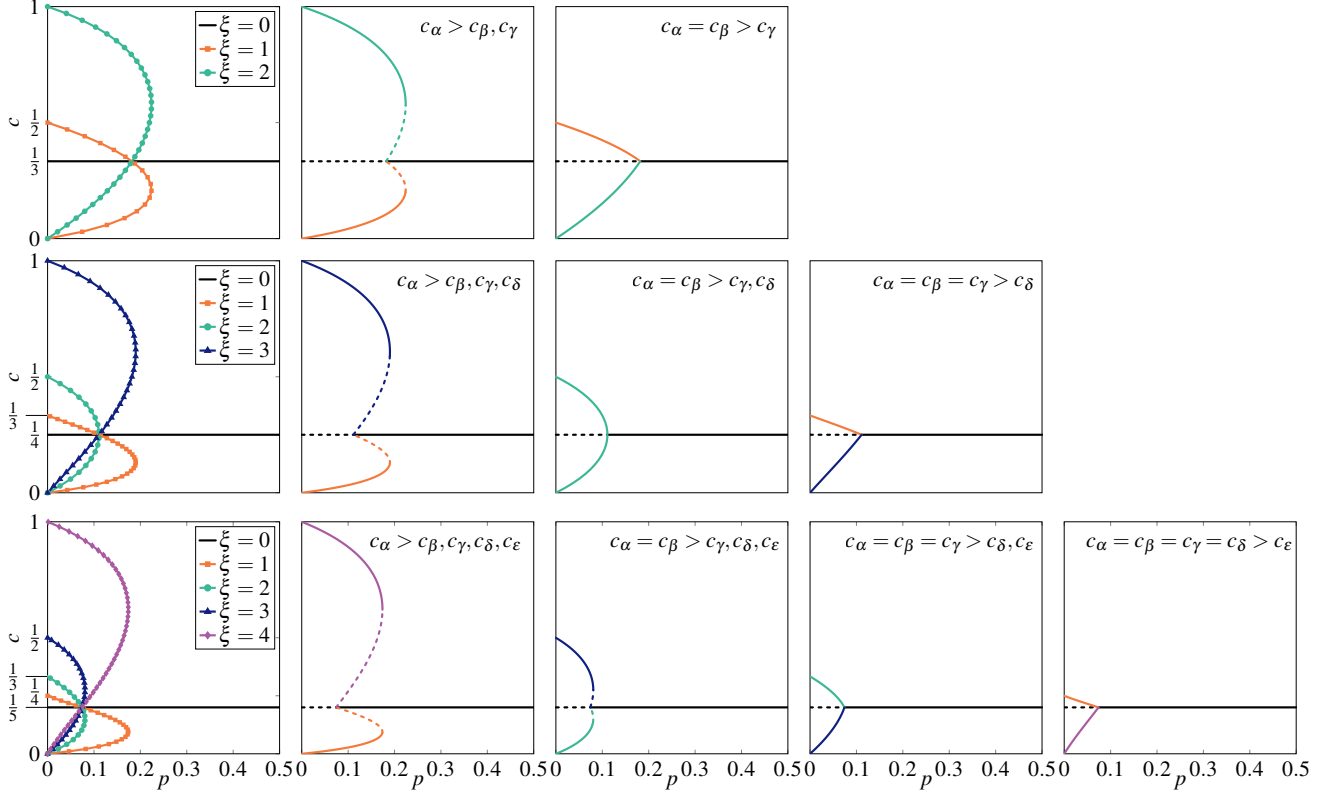 1
c
1/2
1/3
0
ξ = 0
ξ = 1
ξ = 2
c_α > c_β, c_γ
c_α = c_β > c_γ
1
c
1/2
1/3
1/4
0
ξ = 0
ξ = 1
ξ = 2
ξ = 3
c_α > c_β, c_γ, c_δ
c_α = c_β > c_γ, c_δ
c_α = c_β = c_γ > c_δ
1
c
1/2
1/3
1/4
1/5
0
ξ = 0
ξ = 1
ξ = 2
ξ = 3
ξ = 4
c_α > c_β, c_γ, c_δ, c_ε
c_α = c_β > c_γ, c_δ, c_ε
c_α = c_β = c_γ > c_δ, c_ε
c_α = c_β = c_γ = c_δ > c_ε
0 0.1 0.2 0.3 0.4 0.5
p
0 0.1 0.2 0.3 0.4 0.5
p
0 0.1 0.2 0.3 0.4 0.5
p
0 0.1 0.2 0.3 0.4 0.5
p
0 0.1 0.2 0.3 0.4 0.5
p